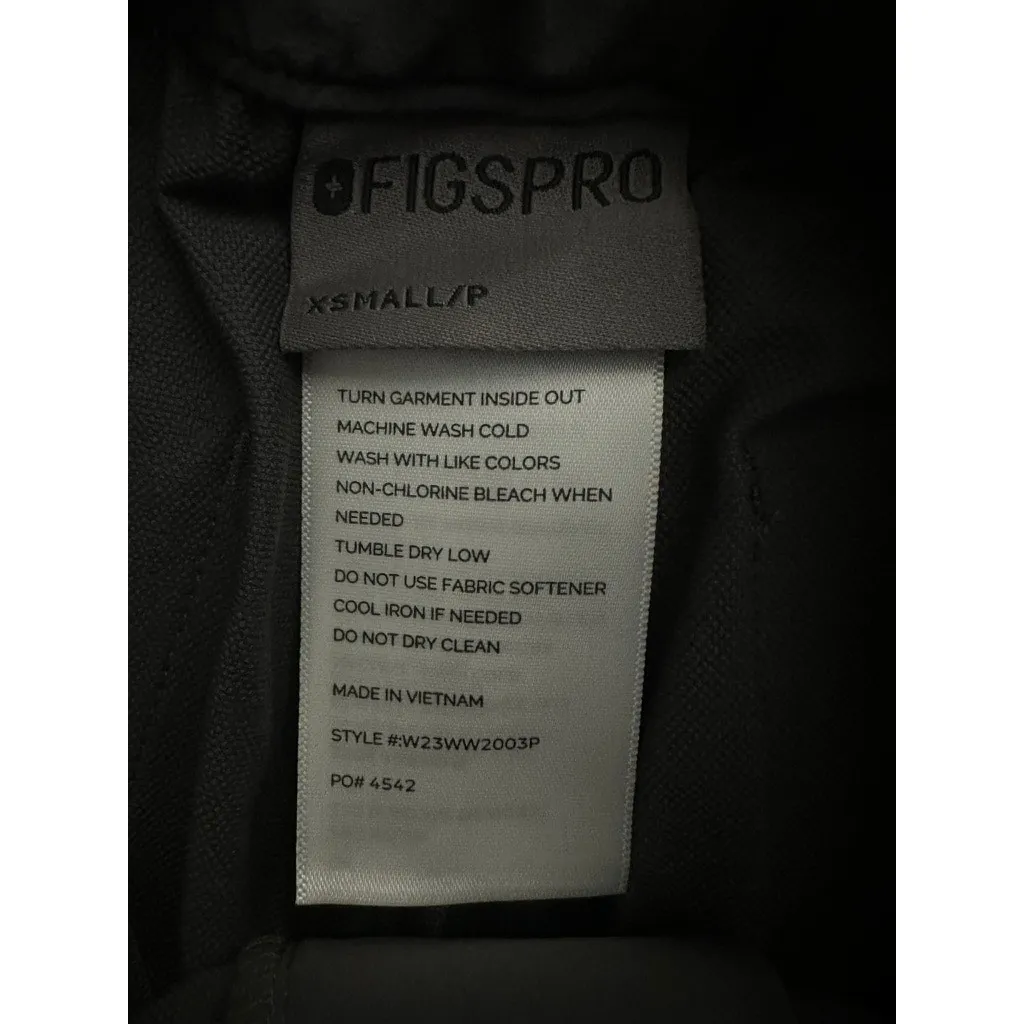 FIGSPRO
XSMALL/P
TURN GARMENT INSIDE OUT
MACHINE WASH COLD
WASH WITH LIKE COLORS
NON-CHLORINE BLEACH WHEN
NEEDED
TUMBLE DRY LOW
DO NOT USE FABRIC SOFTENER
COOL IRON IF NEEDED
DO NOT DRY CLEAN
MADE IN VIETNAM
STYLE #:W23WW2003P
PO# 4542